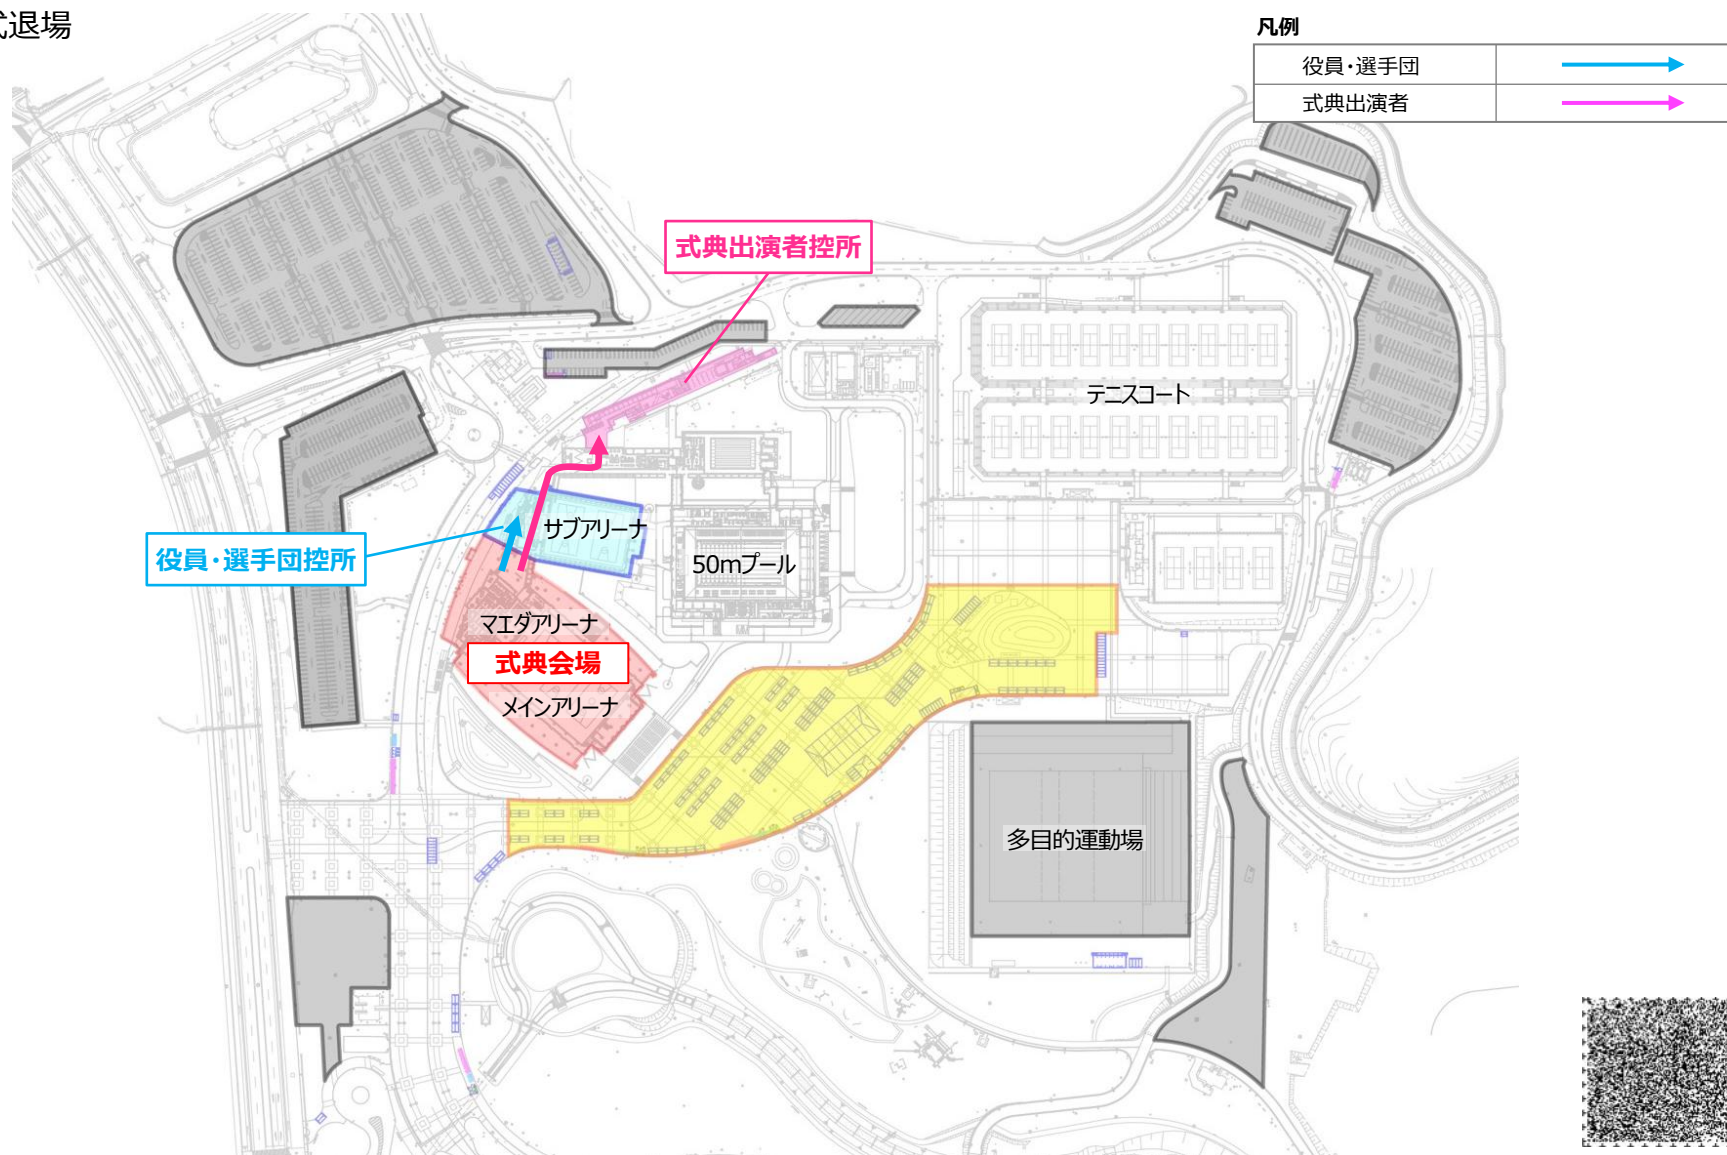 式退場
凡例
役員・選手団
式典出演者
式典出演者控所
テニスコート
サブアリーナ
役員・選手団控所
50mプール
マエダアリーナ
式典会場
メインアリーナ
多目的運動場